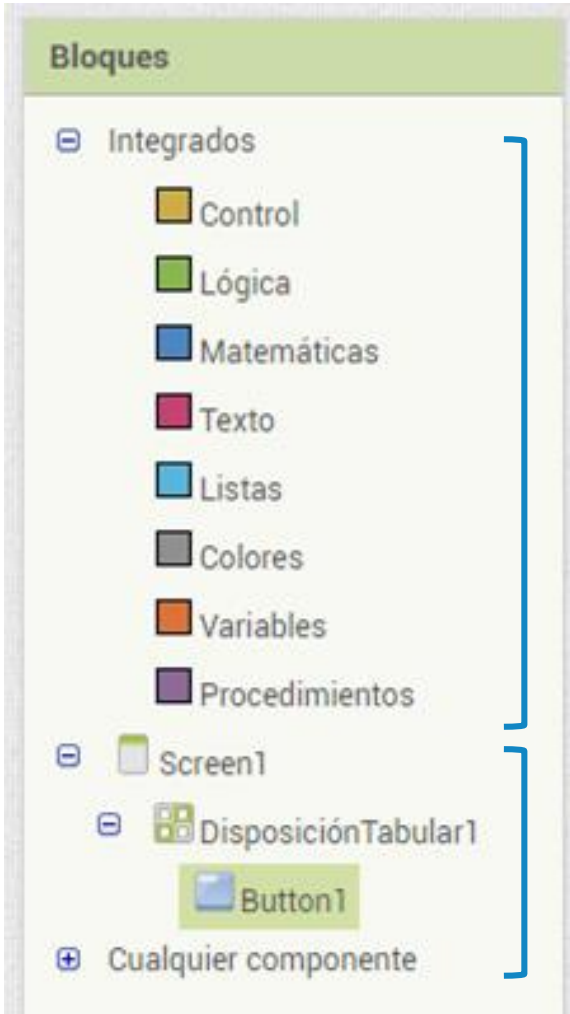 Bloques
Integrados
Control
Lógica
Matemáticas
Texto
Listas
Colores
Variables
Procedimientos
Screen1
DisposiciónTabular1
Button1
Cualquier componente